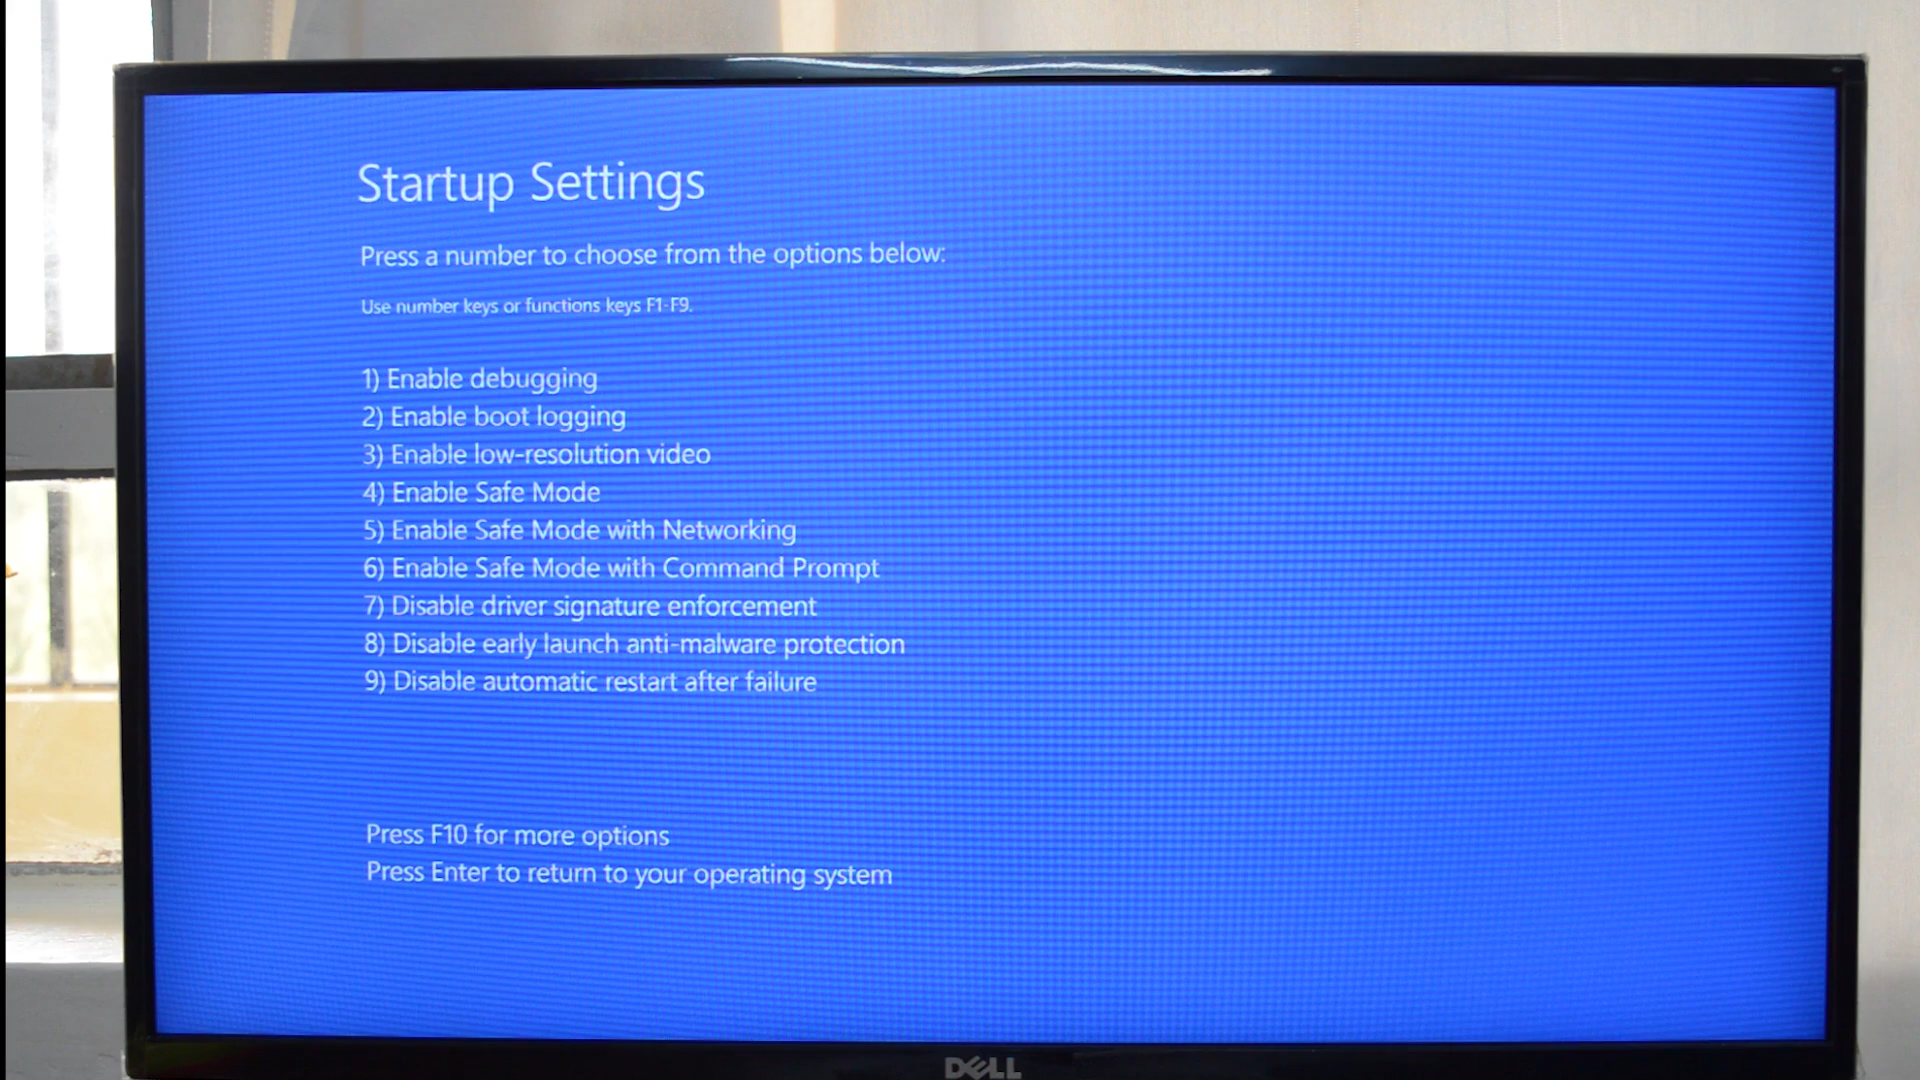 Startup Settings
Press a number to choose from the options below:
Use number keys or functions keys F1-F9.
1) Enable debugging
2) Enable boot logging
3) Enable low-resolution video
4) Enable Safe Mode
5) Enable Safe Mode with Networking
6) Enable Safe Mode with Command Prompt
7) Disable driver signature enforcement
8) Disable early launch anti-malware protection
9) Disable automatic restart after failure
Press F10 for more options
Press Enter to return to your operating system
DELL